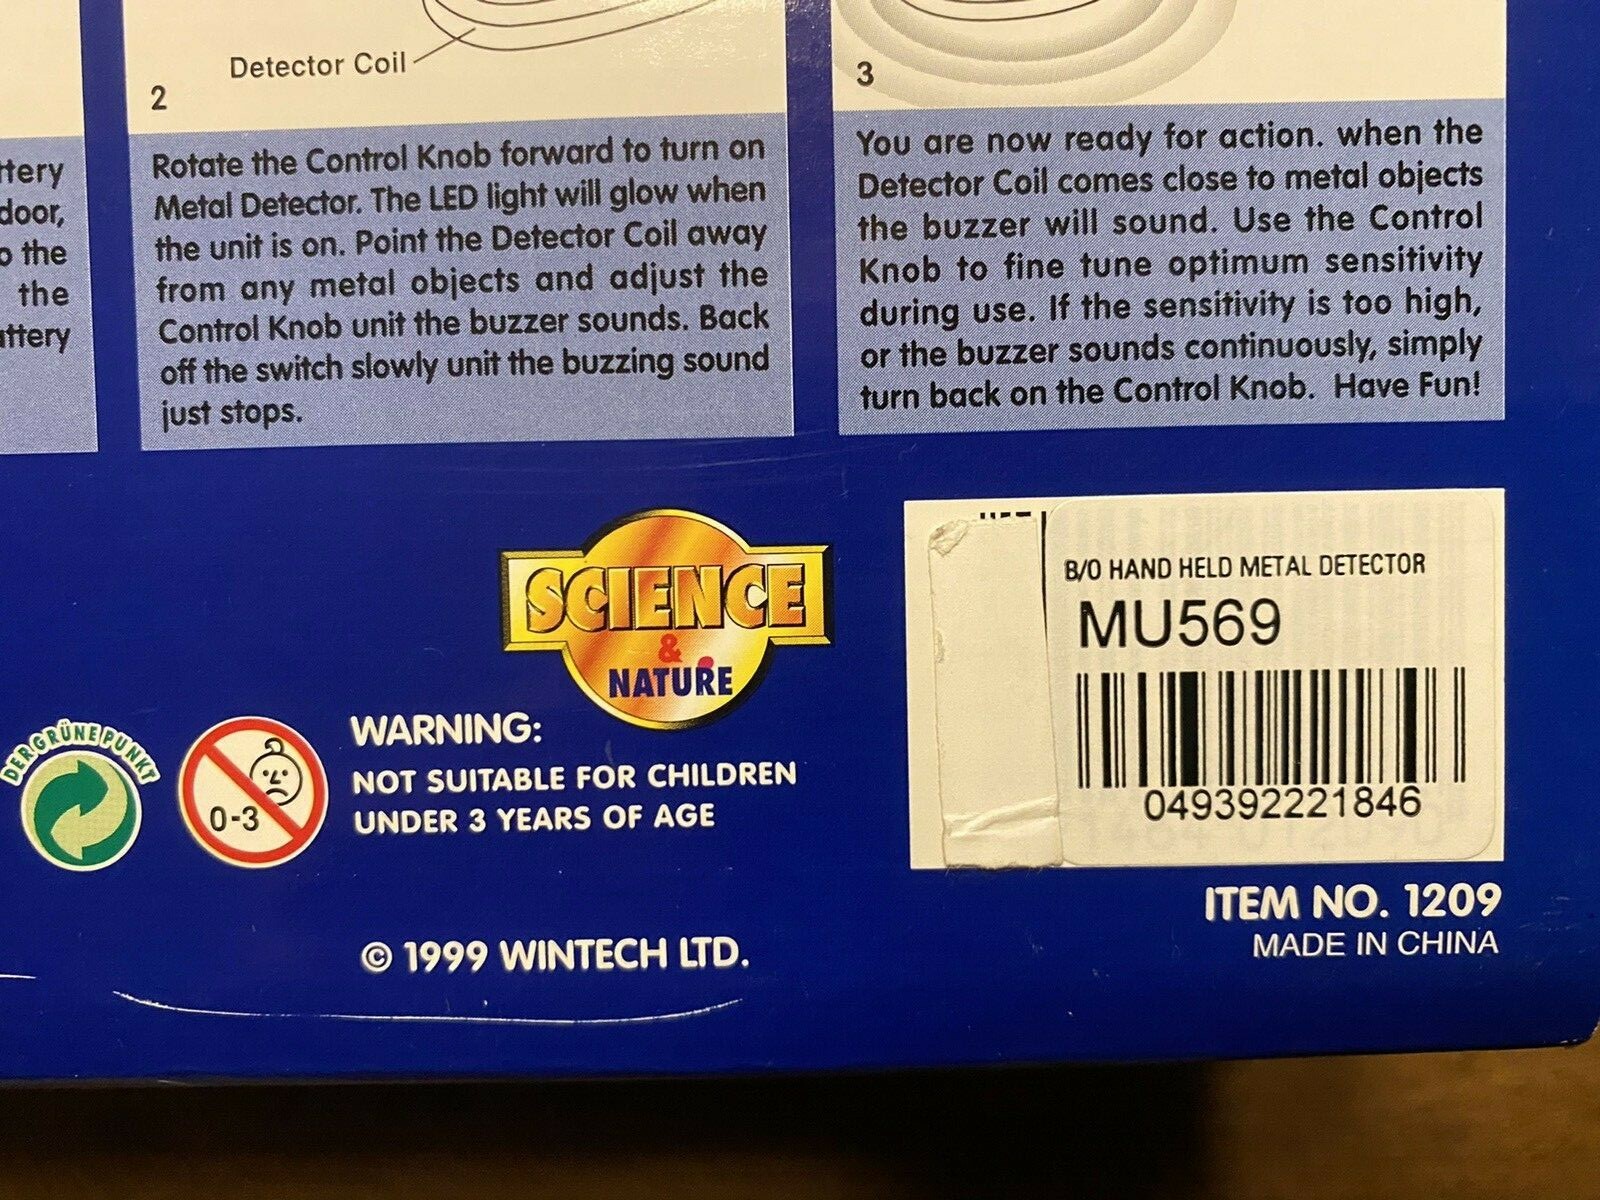 Detector Coil
2
3
ttery
door,
o the
the
attery
Rotate the Control Knob forward to turn on
Metal Detector. The LED light will glow when
the unit is on. Point the Detector Coil away
from any metal objects and adjust the
Control Knob unit the buzzer sounds. Back
off the switch slowly unit the buzzing sound
just stops.
You are now ready for action. when the
Detector Coil comes close to metal objects
the buzzer will sound. Use the Control
Knob to fine tune optimum sensitivity
during use. If the sensitivity is too high,
or the buzzer sounds continuously, simply
turn back on the Control Knob. Have Fun!
SCIENCE
&
NATURE
DER GRÜNE PUNKT
0-3
WARNING:
NOT SUITABLE FOR CHILDREN
UNDER 3 YEARS OF AGE
© 1999 WINTECH LTD.
B/O HAND HELD METAL DETECTOR
MU569
049392221846
ITEM NO. 1209
MADE IN CHINA